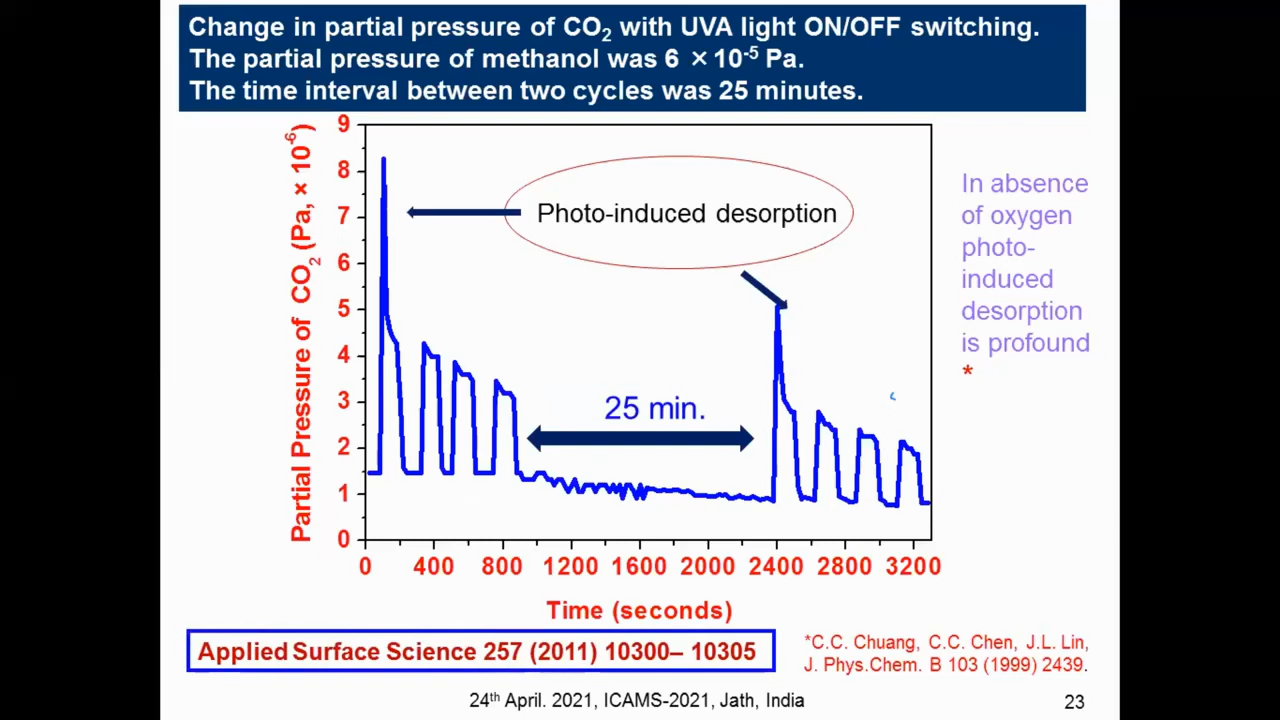 Change in partial pressure of CO₂ with UVA light ON/OFF switching.
The partial pressure of methanol was 6 ×10⁻⁵ Pa.
The time interval between two cycles was 25 minutes.
Partial Pressure of CO₂ (Pa, × 10⁻⁶)
9
8
7
6
5
4
3
2
1
0
Photo-induced desorption
25 min.
0 400 800 1200 1600 2000 2400 2800 3200
Time (seconds)
In absence
of oxygen
photo-
induced
desorption
is profound
*
Applied Surface Science 257 (2011) 10300– 10305
*C.C. Chuang, C.C. Chen, J.L. Lin,
J. Phys.Chem. B 103 (1999) 2439.
24ᵗʰ April. 2021, ICAMS-2021, Jath, India
23